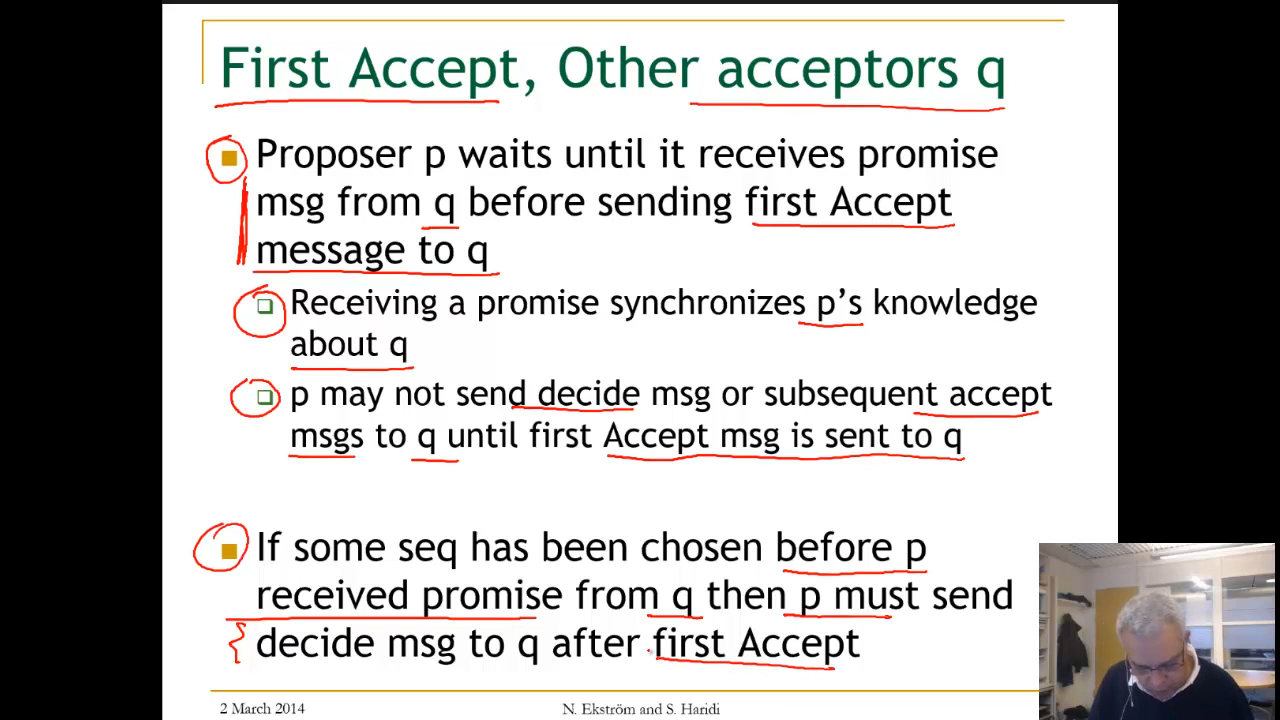 First Accept, Other acceptors q
Proposer p waits until it receives promise
msg from q before sending first Accept
message to q
Receiving a promise synchronizes p's knowledge
about q
p may not send decide msg or subsequent accept
msgs to q until first Accept msg is sent to q
If some seq has been chosen before p
received promise from q then p must send
decide msg to q after first Accept
2 March 2014
N. Ekström and S. Haridi